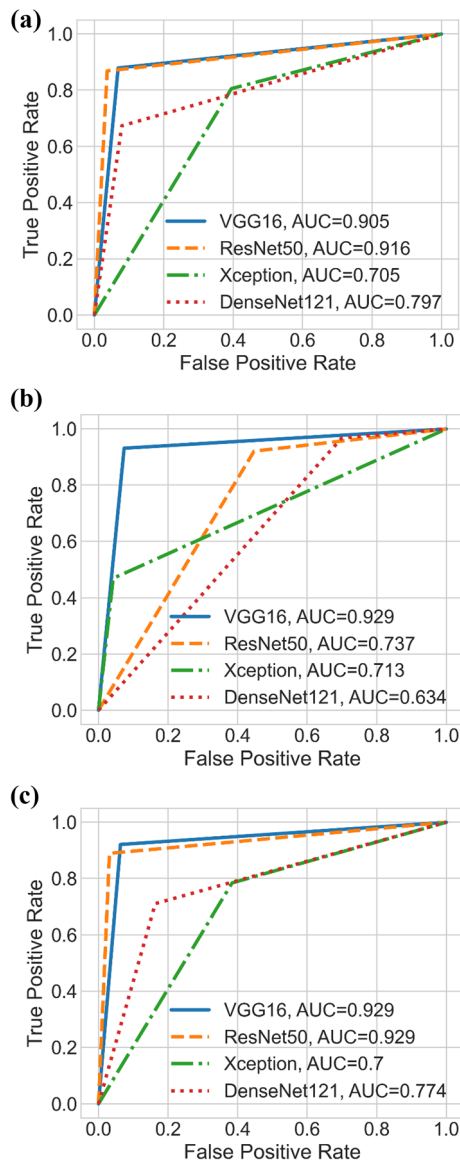 (a)
1.0
0.8
0.6
0.4
0.2
0.0
True Positive Rate
VGG16, AUC=0.905
ResNet50, AUC=0.916
Xception, AUC=0.705
DenseNet121, AUC=0.797
0.0 0.2 0.4 0.6 0.8 1.0
False Positive Rate
(b)
1.0
0.8
0.6
0.4
0.2
0.0
True Positive Rate
VGG16, AUC=0.929
ResNet50, AUC=0.737
Xception, AUC=0.713
DenseNet121, AUC=0.634
0.0 0.2 0.4 0.6 0.8 1.0
False Positive Rate
(c)
1.0
0.8
0.6
0.4
0.2
0.0
True Positive Rate
VGG16, AUC=0.929
ResNet50, AUC=0.929
Xception, AUC=0.7
DenseNet121, AUC=0.774
0.0 0.2 0.4 0.6 0.8 1.0
False Positive Rate